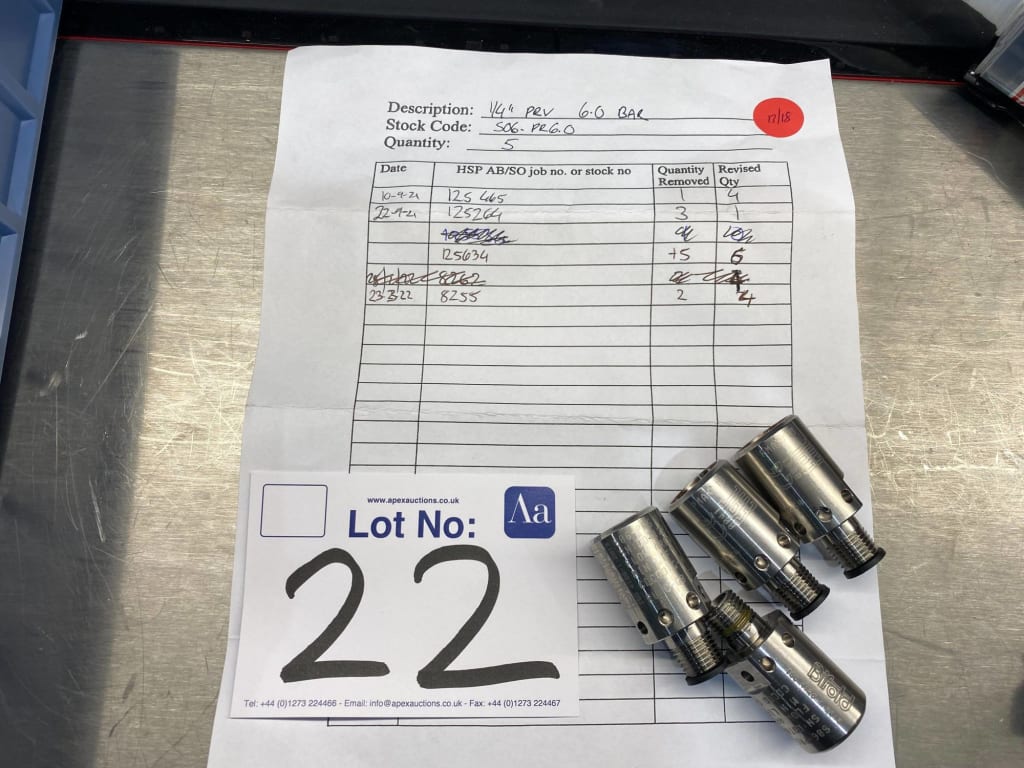 Description: 1/4" PRV 6.0 BAR
12/18
Stock Code: S06-PR6.0
Quantity: 5
Date HSP AB/SO job no. or stock no Quantity Removed Revised Qty
10-9-21 125465 1 4
22-9-21 125264 3 1
125634 +5 6
23/3/22 8255 2 4
www.apexauctions.co.uk
Lot No: Aa
22
Tel: +44 (0)1273 224466 - Email: info@apexauctions.co.uk - Fax: +44 (0)1273 224467
Bifold